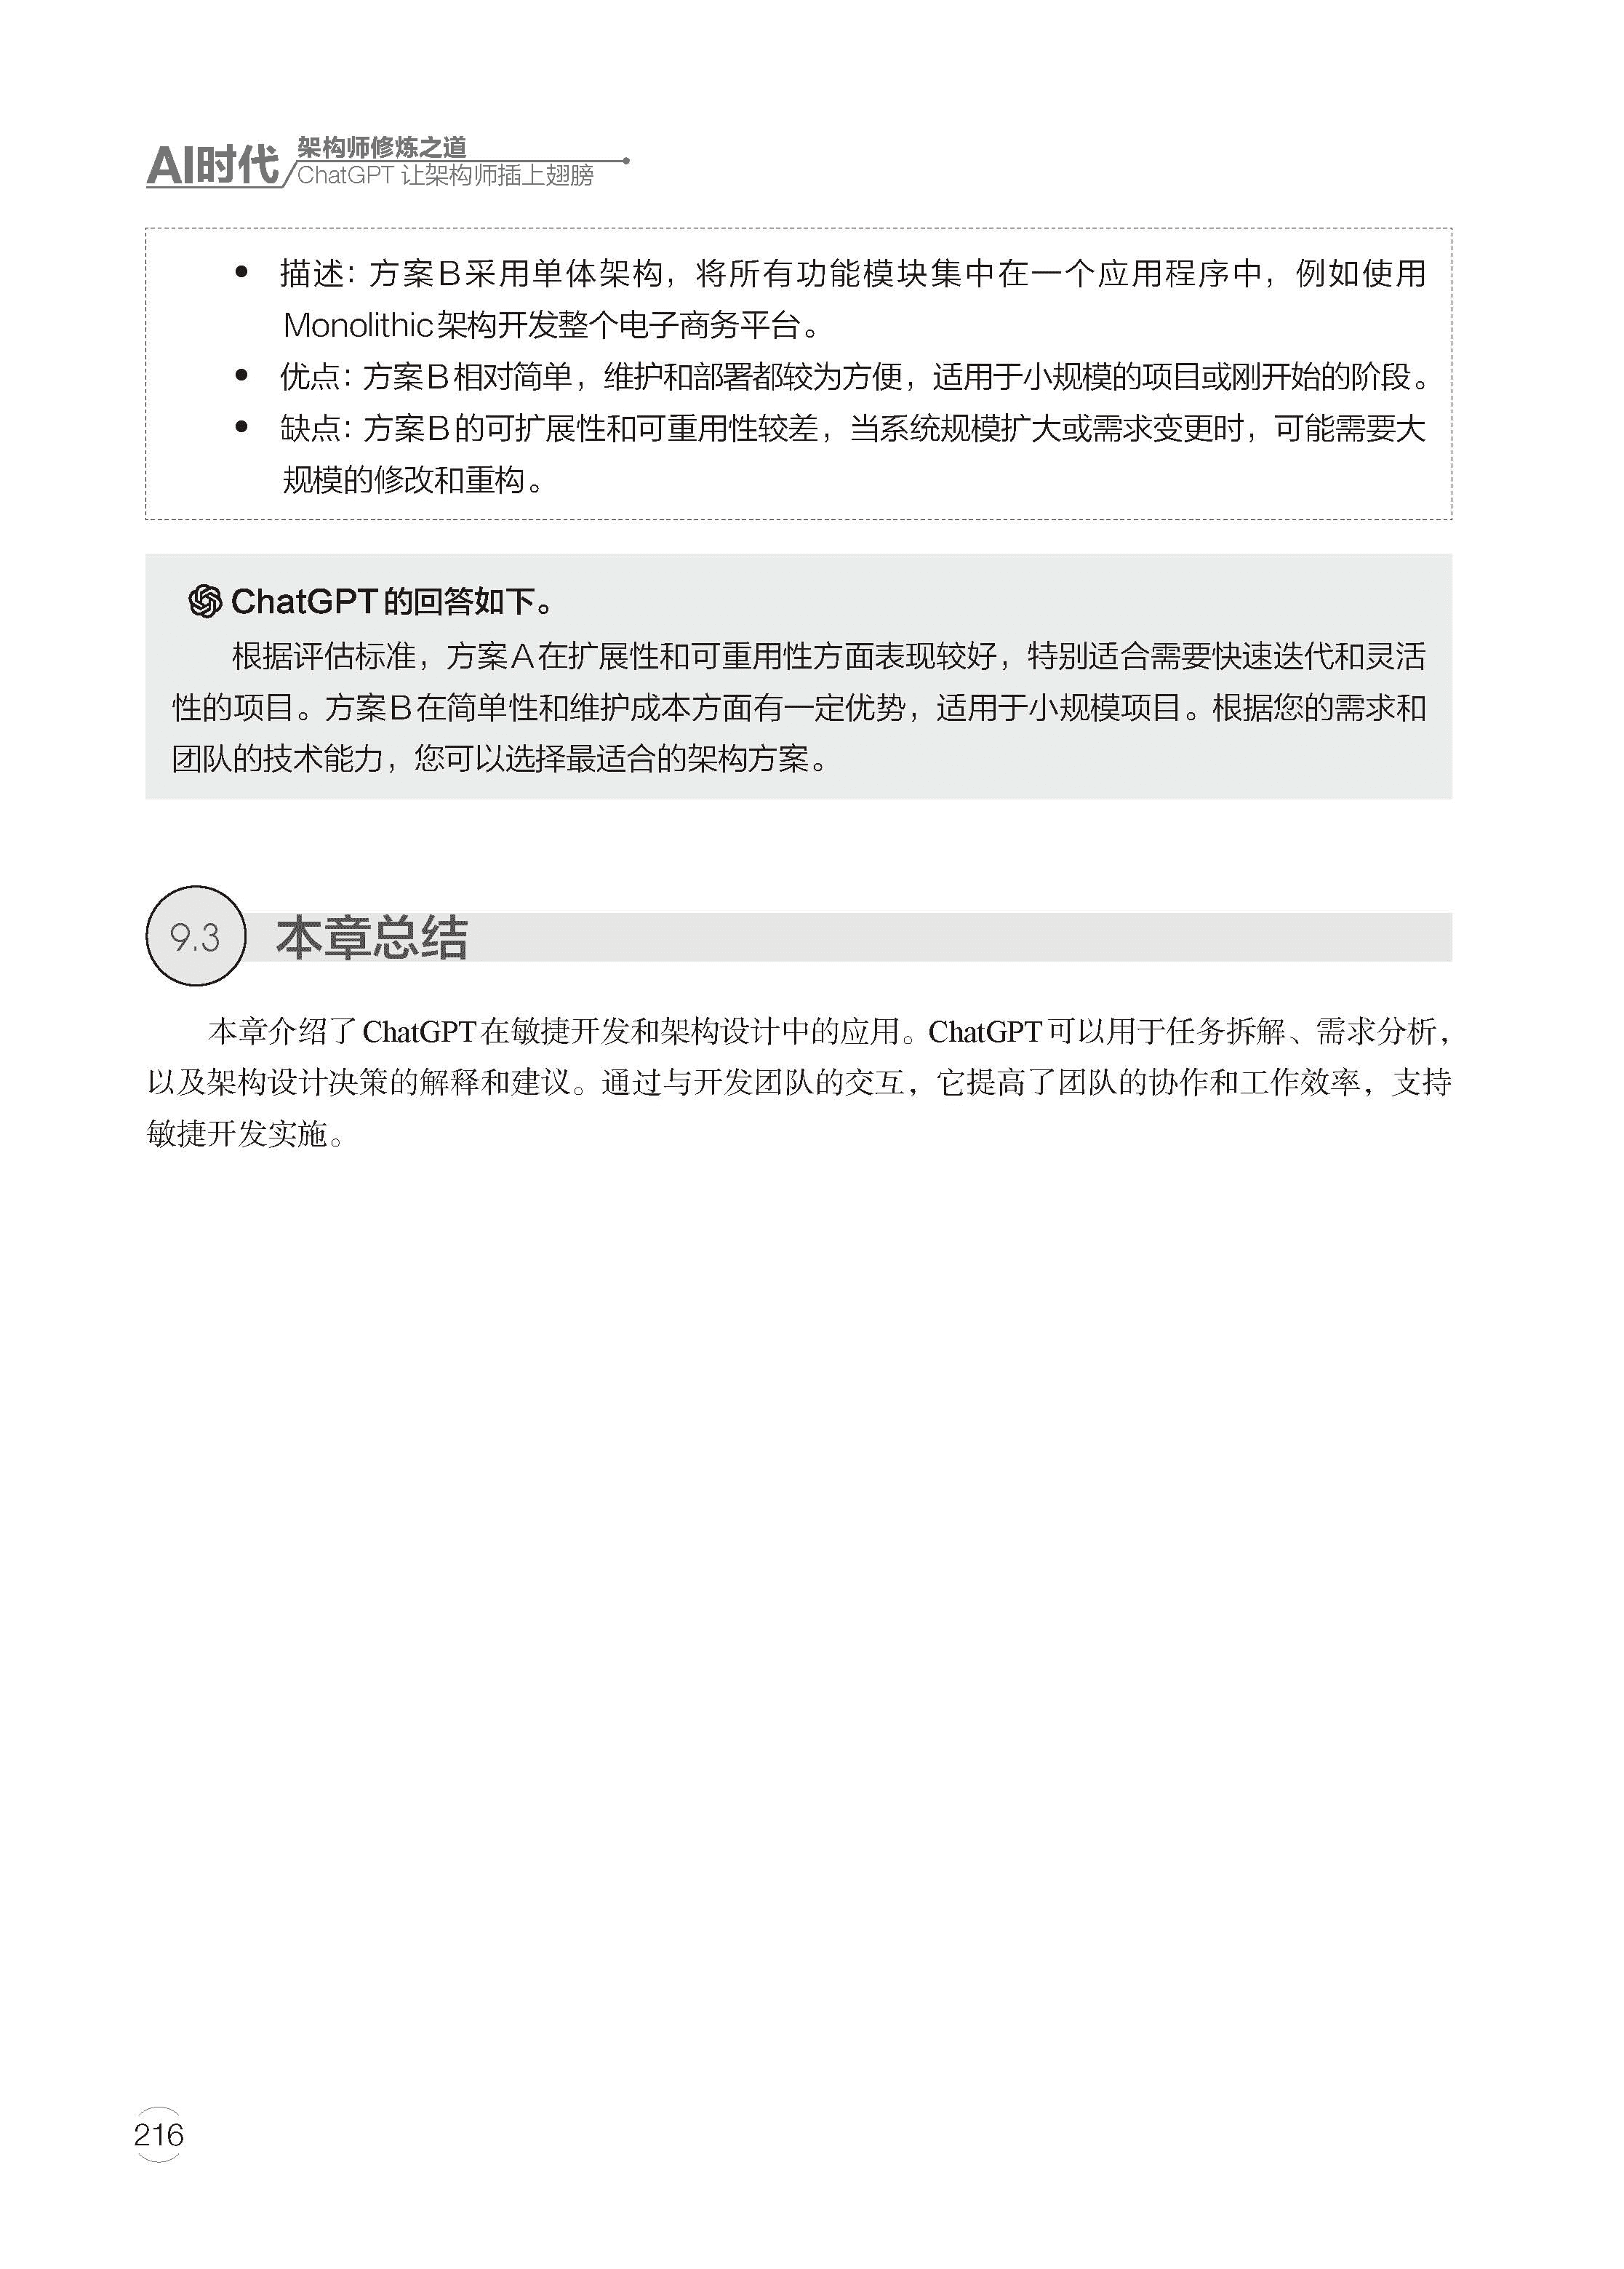 AI时代
架构师修炼之道
ChatGPT 让架构师插上翅膀
● 描述：方案B采用单体架构，将所有功能模块集中在一个应用程序中，例如使用
Monolithic架构开发整个电子商务平台。
● 优点：方案B相对简单，维护和部署都较为方便，适用于小规模的项目或刚开始的阶段。
● 缺点：方案B的可扩展性和可重用性较差，当系统规模扩大或需求变更时，可能需要大
规模的修改和重构。
ChatGPT的回答如下。
根据评估标准，方案A在扩展性和可重用性方面表现较好，特别适合需要快速迭代和灵活
性的项目。方案B在简单性和维护成本方面有一定优势，适用于小规模项目。根据您的需求和
团队的技术能力，您可以选择最适合的架构方案。
9.3 本章总结
本章介绍了ChatGPT在敏捷开发和架构设计中的应用。ChatGPT可以用于任务拆解、需求分析，
以及架构设计决策的解释和建议。通过与开发团队的交互，它提高了团队的协作和工作效率，支持
敏捷开发实施。
216